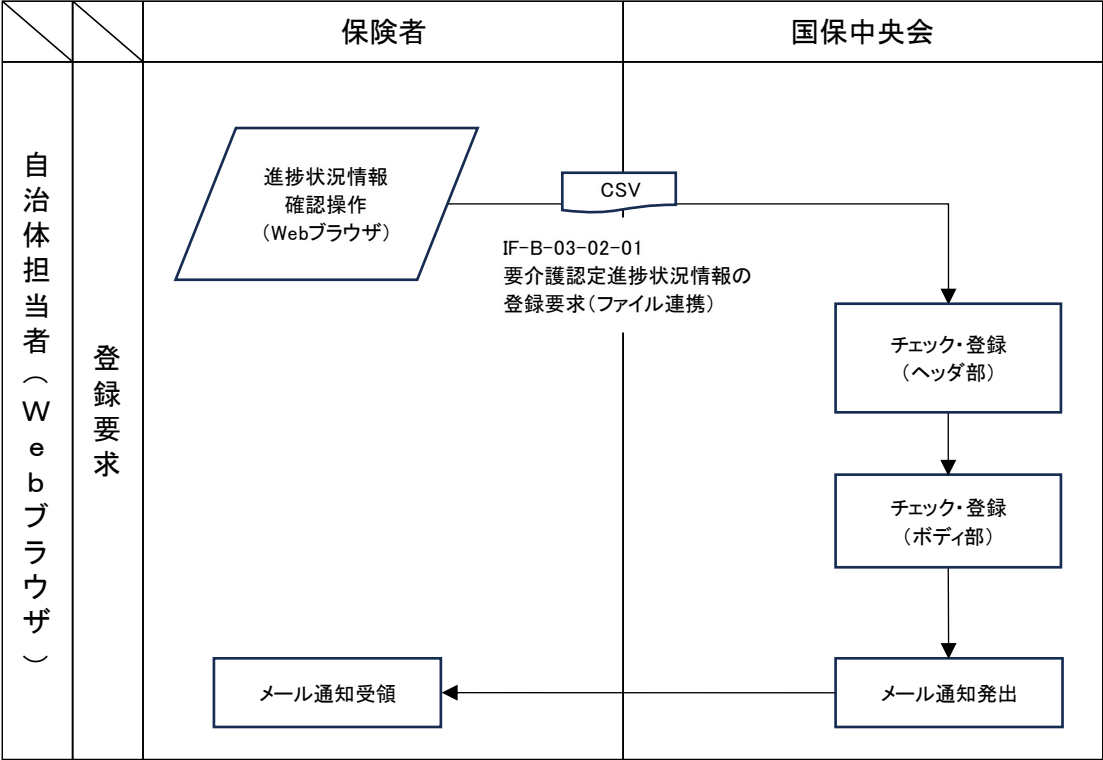 保険者
国保中央会
自治体担当者（Ｗｅｂブラウザ）
登録要求
進捗状況情報
確認操作
（Webブラウザ）
CSV
IF-B-03-02-01
要介護認定進捗状況情報の
登録要求（ファイル連携）
チェック・登録
（ヘッダ部）
チェック・登録
（ボディ部）
メール通知受領
メール通知発出